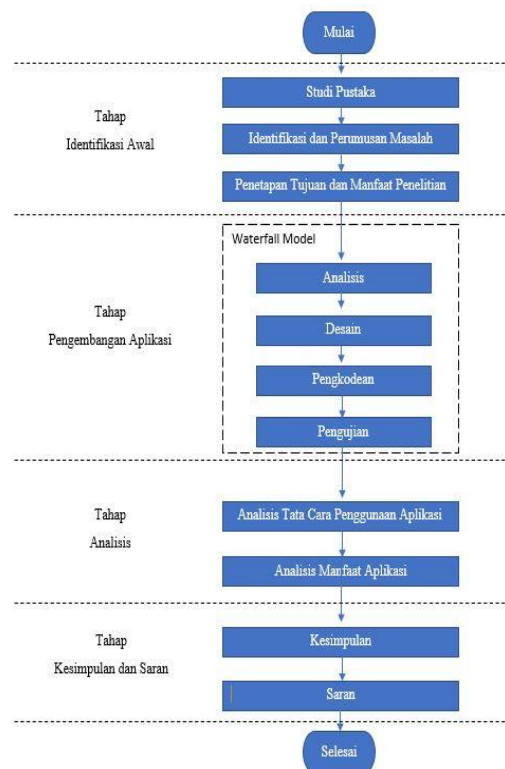 Mulai
Tahap
Identifikasi Awal
Studi Pustaka
Identifikasi dan Perumusan Masalah
Penetapan Tujuan dan Manfaat Penelitian
Tahap
Pengembangan Aplikasi
Waterfall Model
Analisis
Desain
Pengkodean
Pengujian
Tahap
Analisis
Analisis Tata Cara Penggunaan Aplikasi
Analisis Manfaat Aplikasi
Tahap
Kesimpulan dan Saran
Kesimpulan
Saran
Selesai